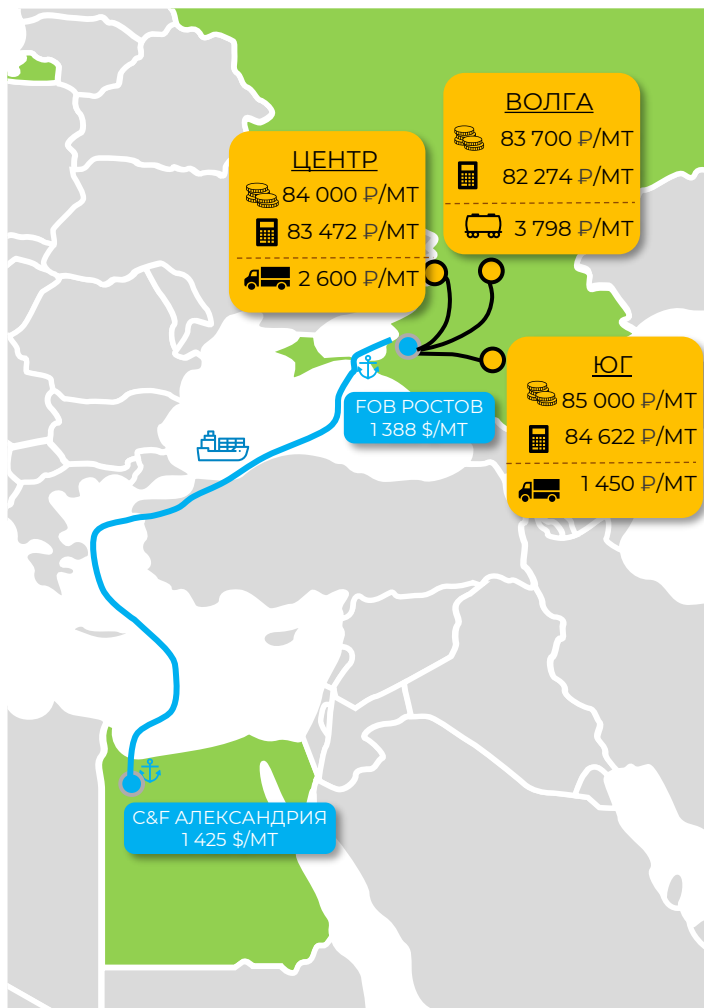 ВОЛГА
83 700 ₽/МТ
82 274 ₽/МТ
3 798 ₽/МТ
ЦЕНТР
84 000 ₽/МТ
83 472 ₽/МТ
2 600 ₽/МТ
ЮГ
85 000 ₽/МТ
84 622 ₽/МТ
1 450 ₽/МТ
FOB РОСТОВ
1 388 $/МТ
C&F АЛЕКСАНДРИЯ
1 425 $/МТ